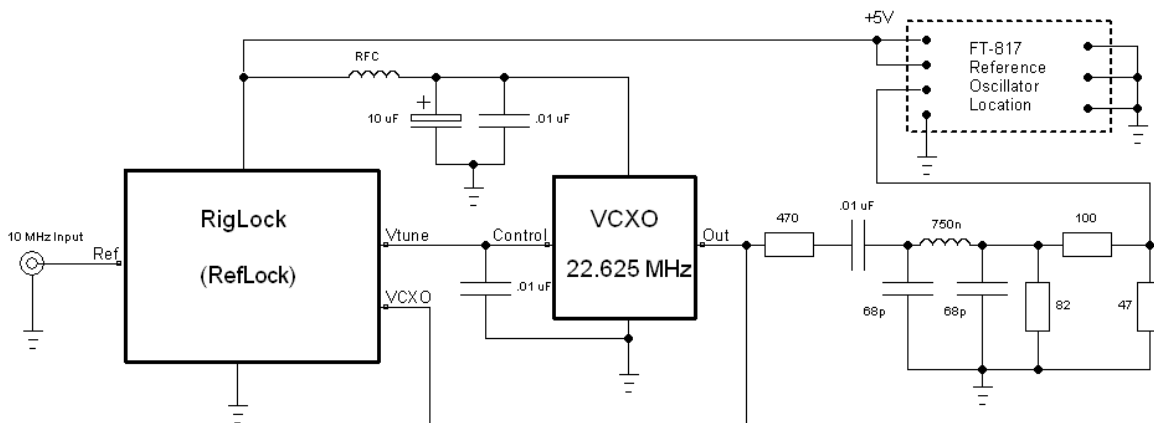 +5V
FT-817
Reference
Oscillator
Location
RFC
+
10 uF
.01 uF
RigLock
(RefLock)
10 MHz Input
Ref
Vtune
VCXO
Control
.01 uF
VCXO
22.625 MHz
Out
470
.01 uF
750n
100
68p
68p
82
47